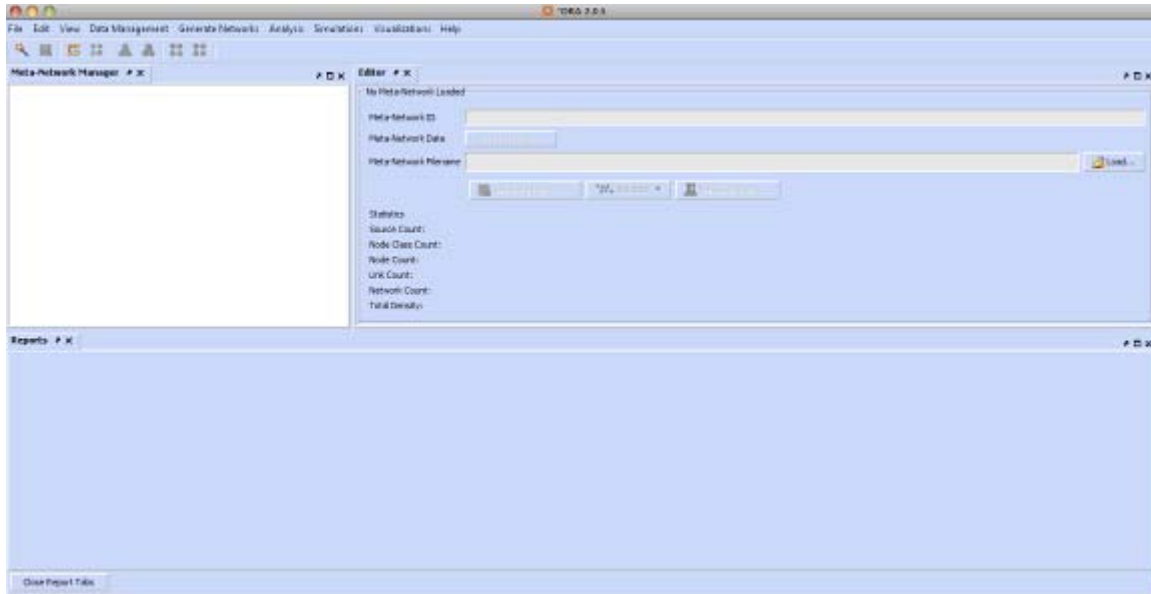 *ORA 2.0.1
File Edit View Data Management Generate Networks Analysis Simulations Visualizations Help
Meta-Network Manager
Editor
No Meta-Network Loaded
Meta-Network ID
Meta-Network Date
Meta-Network Filename
Load...
Statistics
Source Count:
Node Class Count:
Node Count:
Link Count:
Network Count:
Total Density:
Reports
Close Report Tabs